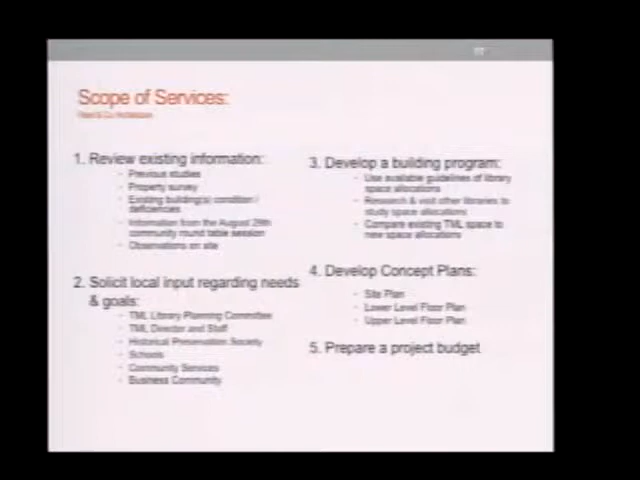 Scope of Services:
1. Review existing information:
- Previous studies
- Property survey
- Existing building(s) condition /
deficiencies
- Information from the August 29th
community round table session
- Observations on site
2. Solicit local input regarding needs
& goals:
- TML Library Planning Committee
- TML Director and Staff
- Historical Preservation Society
- Schools
- Community Services
- Business Community
3. Develop a building program:
- Use available guidelines of library
space allocations
- Research & visit other libraries to
study space allocations
- Compare existing TML space to
new space allocations
4. Develop Concept Plans:
- Site Plan
- Lower Level Floor Plan
- Upper Level Floor Plan
5. Prepare a project budget